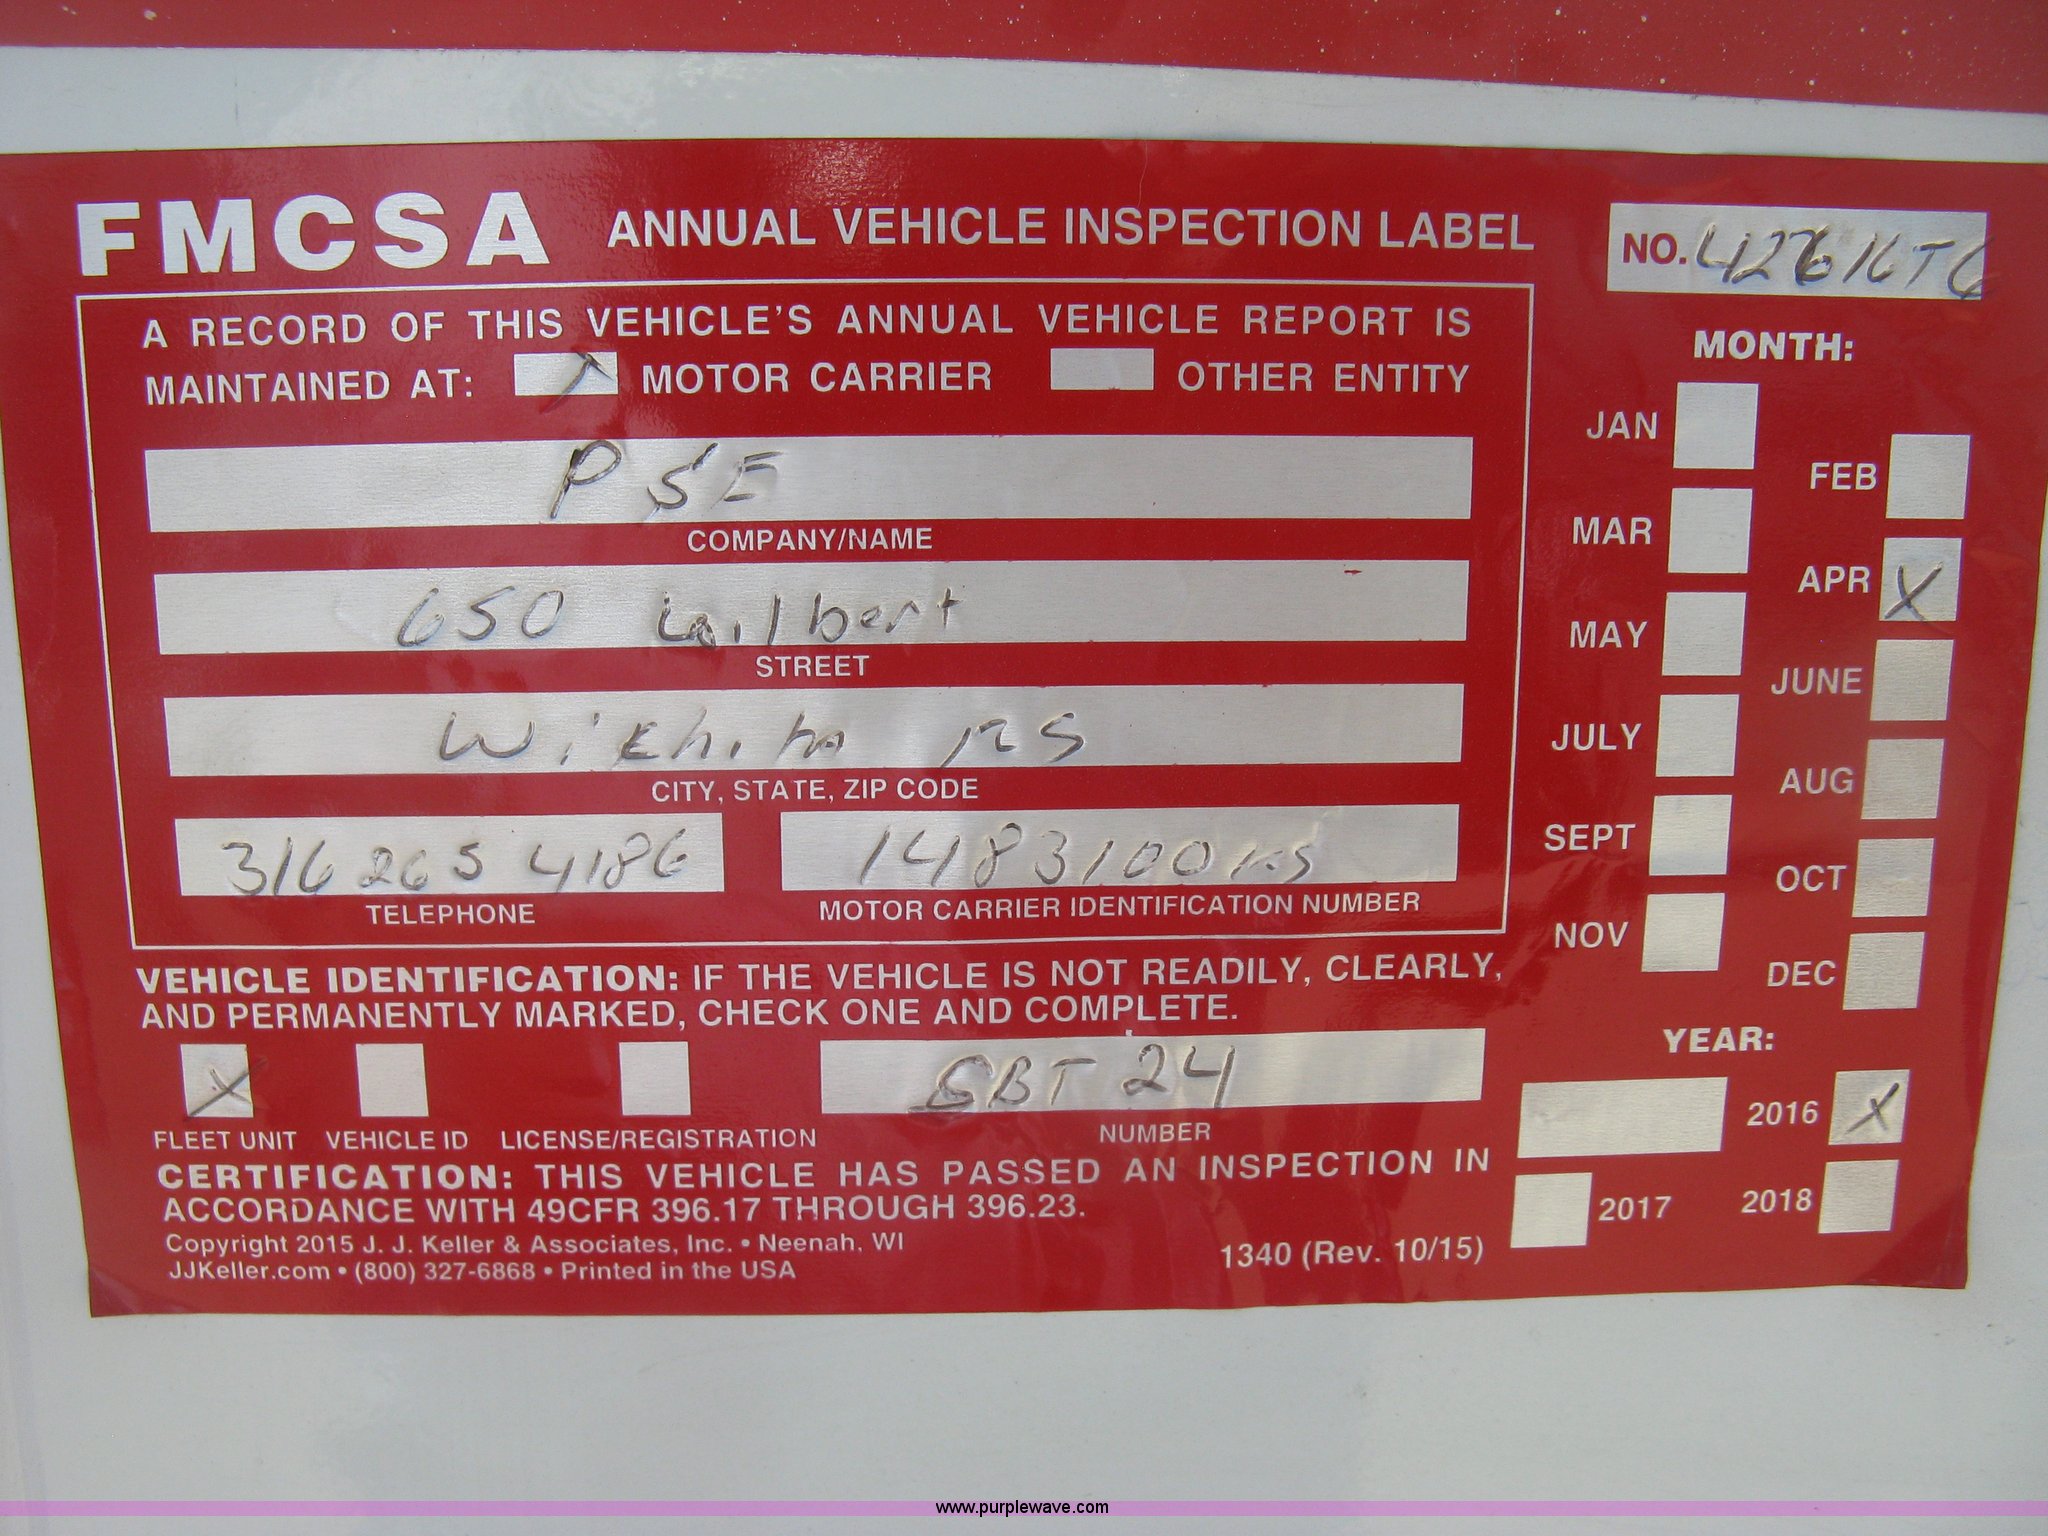 FMCSA ANNUAL VEHICLE INSPECTION LABEL
NO.
A RECORD OF THIS VEHICLE'S ANNUAL VEHICLE REPORT IS
MAINTAINED AT: X MOTOR CARRIER OTHER ENTITY
PSE
COMPANY/NAME
650 Gilbert
STREET
Wichita KS
CITY, STATE, ZIP CODE
316 265 4186 1483100KS
TELEPHONE MOTOR CARRIER IDENTIFICATION NUMBER
VEHICLE IDENTIFICATION: IF THE VEHICLE IS NOT READILY, CLEARLY,
AND PERMANENTLY MARKED, CHECK ONE AND COMPLETE.
X SBT 24
FLEET UNIT VEHICLE ID LICENSE/REGISTRATION NUMBER
CERTIFICATION: THIS VEHICLE HAS PASSED AN INSPECTION IN
ACCORDANCE WITH 49CFR 396.17 THROUGH 396.23.
Copyright 2015 J. J. Keller & Associates, Inc. • Neenah, WI
JJKeller.com • (800) 327-6868 • Printed in the USA
1340 (Rev. 10/15)
MONTH:
JAN
FEB
MAR
APR X
MAY
JUNE
JULY
AUG
SEPT
OCT
NOV
DEC
YEAR:
2016 X
2017 2018
www.purplewave.com